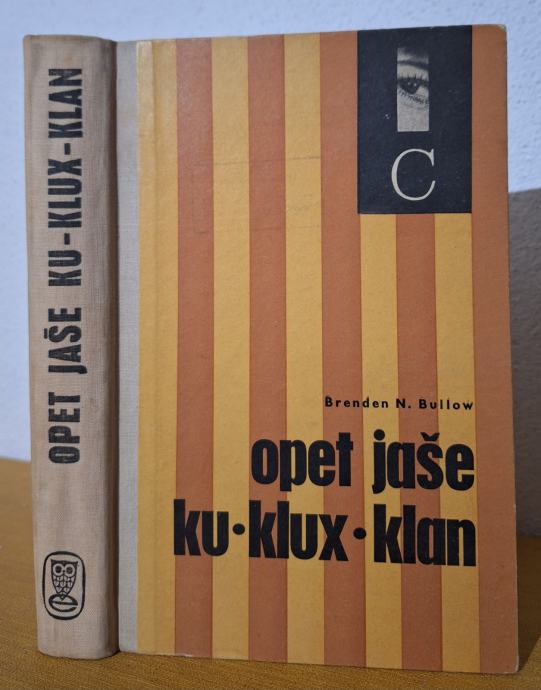 OPET JAŠE KU-KLUX-KLAN
C
Brenden N. Bullow
opet jaše
ku·klux·klan